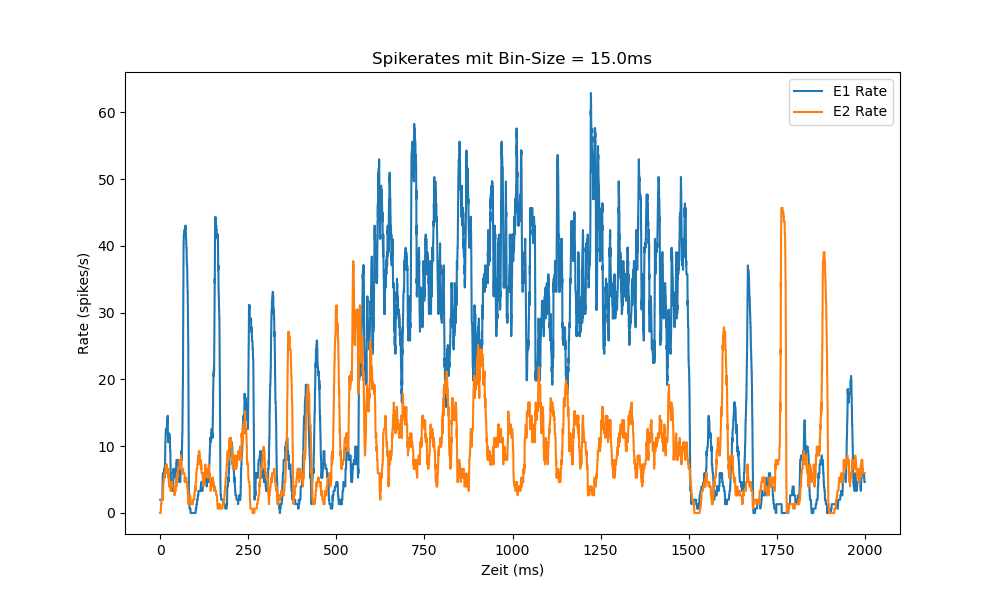 Spikerates mit Bin-Size = 15.0ms
E1 Rate
E2 Rate
Rate (spikes/s)
60
50
40
30
20
10
0
0 250 500 750 1000 1250 1500 1750 2000
Zeit (ms)